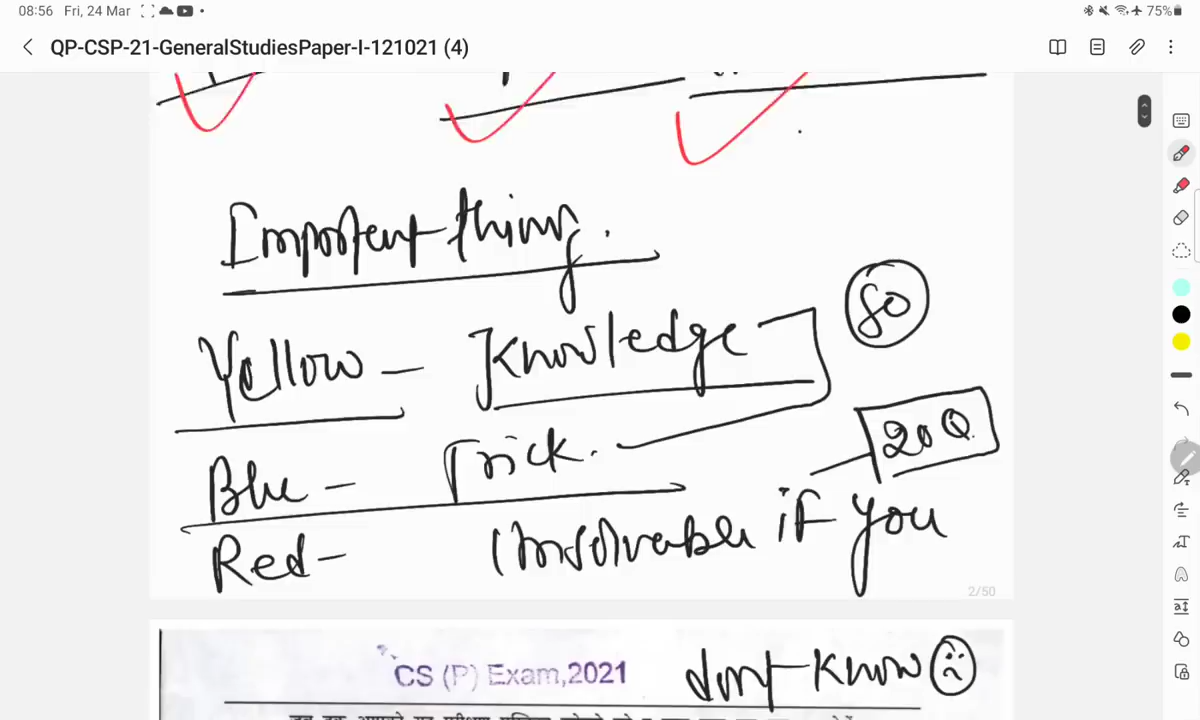 08:56 Fri, 24 Mar
75%
QP-CSP-21-GeneralStudiesPaper-I-121021 (4)
Important thing.
Yellow - Knowledge
80
Blue - Trick.
20 Q
Red - Unsolvable if you
2/50
CS (P) Exam,2021
dont Know